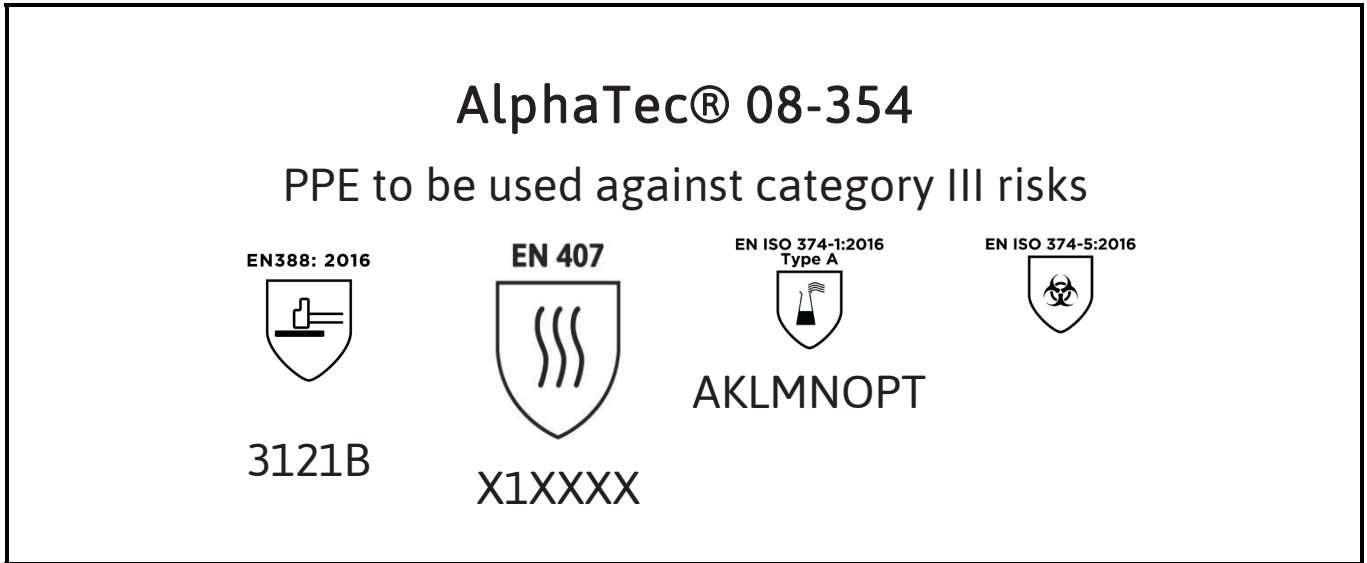 AlphaTec® 08-354
PPE to be used against category III risks
EN388: 2016
3121B
EN 407
X1XXXX
EN ISO 374-1:2016
Type A
AKLMNOPT
EN ISO 374-5:2016